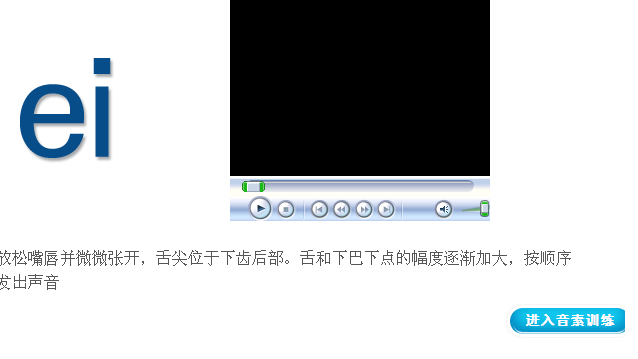 ei
放松嘴唇并微微张开，舌尖位于下齿后部。舌和下巴下点的幅度逐渐加大，按顺序
发出声音
进入音素训练